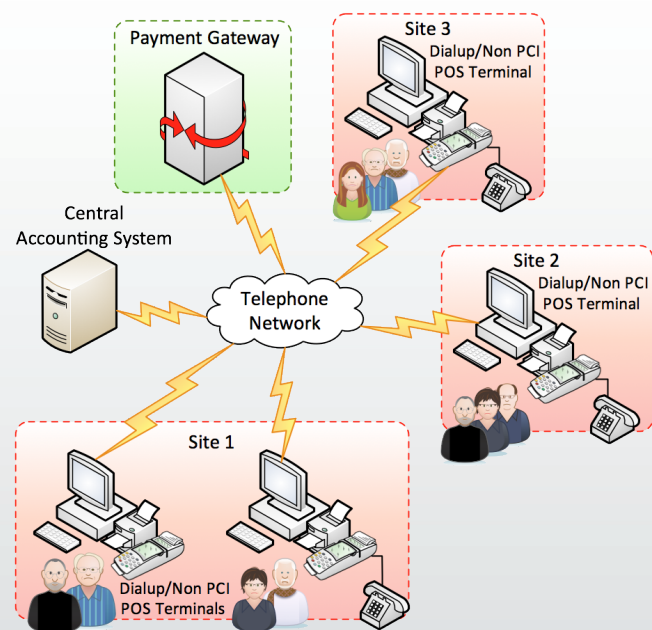 Payment Gateway
Site 3
Dialup/Non PCI
POS Terminal
Central
Accounting System
Telephone
Network
Site 2
Dialup/Non PCI
POS Terminal
Site 1
Dialup/Non PCI
POS Terminals